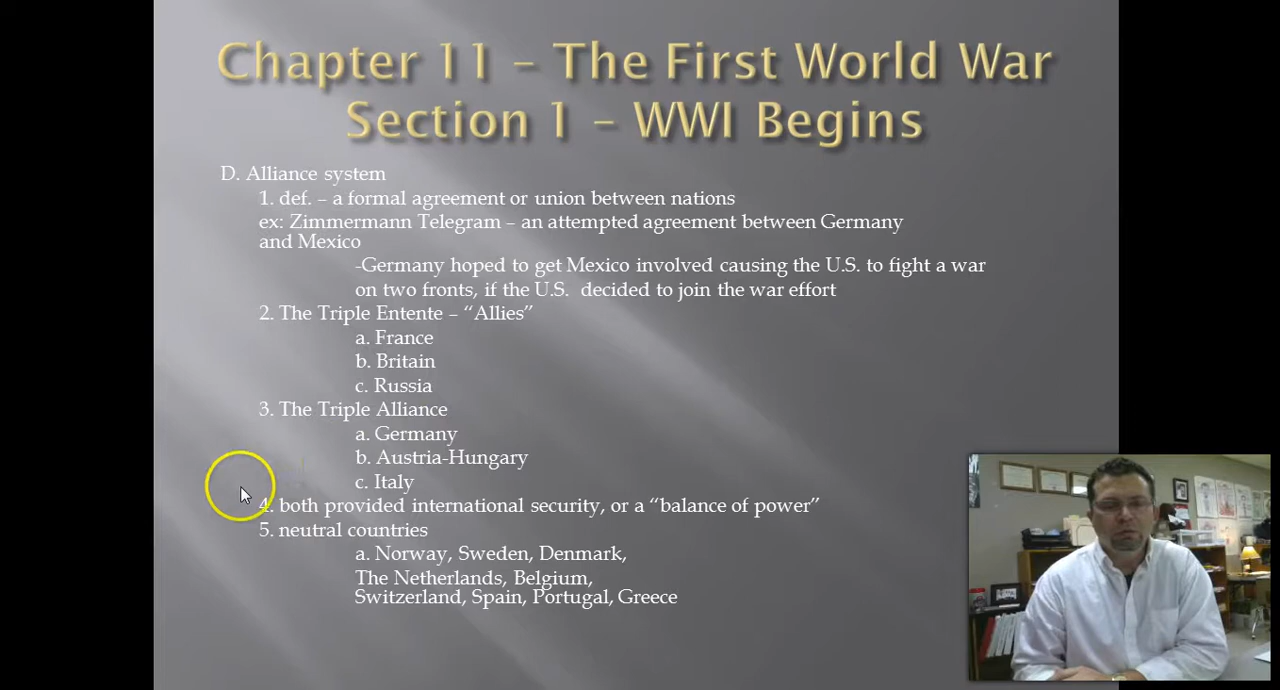 Chapter 11 – The First World War
Section 1 – WWI Begins
D. Alliance system
1. def. – a formal agreement or union between nations
ex: Zimmermann Telegram – an attempted agreement between Germany
and Mexico
-Germany hoped to get Mexico involved causing the U.S. to fight a war
on two fronts, if the U.S. decided to join the war effort
2. The Triple Entente – “Allies”
a. France
b. Britain
c. Russia
3. The Triple Alliance
a. Germany
b. Austria-Hungary
c. Italy
4. both provided international security, or a “balance of power”
5. neutral countries
a. Norway, Sweden, Denmark,
The Netherlands, Belgium,
Switzerland, Spain, Portugal, Greece